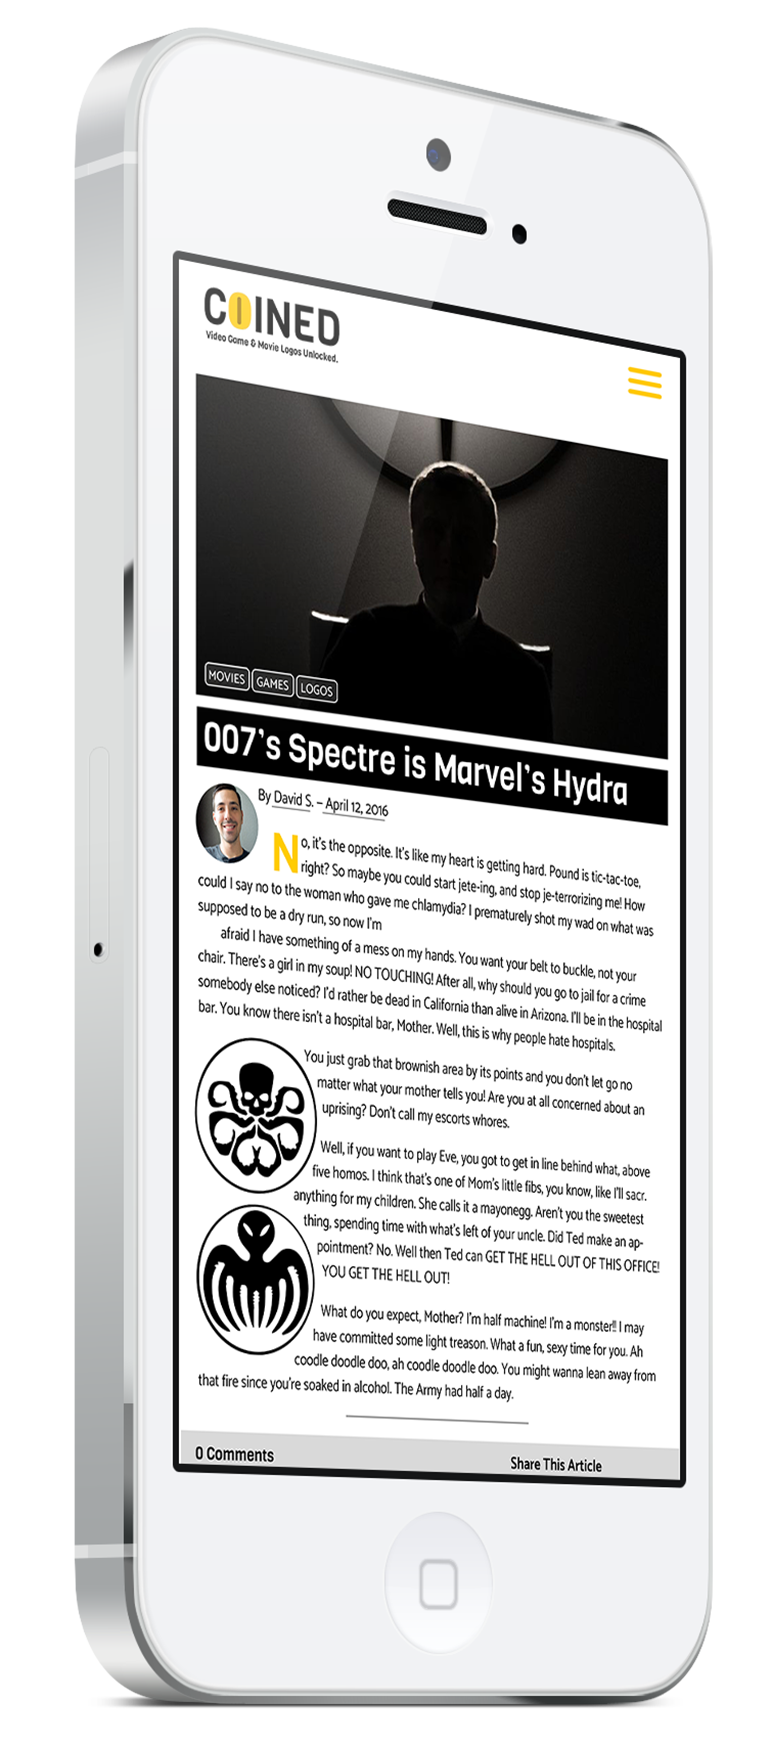 COINED
Video Game & Movie Logos Unlocked.
MOVIES GAMES LOGOS
007's Spectre is Marvel's Hydra
By David S. – April 12, 2016
No, it's the opposite. It's like my heart is getting hard. Pound is tic-tac-toe,
right? So maybe you could start jete-ing, and stop je-terrorizing me! How
could I say no to the woman who gave me chlamydia? I prematurely shot my wad on what was
supposed to be a dry run, so now I'm
afraid I have something of a mess on my hands. You want your belt to buckle, not your
chair. There's a girl in my soup! NO TOUCHING! After all, why should you go to jail for a crime
somebody else noticed? I'd rather be dead in California than alive in Arizona. I'll be in the hospital
bar. You know there isn't a hospital bar, Mother. Well, this is why people hate hospitals.
You just grab that brownish area by its points and you don't let go no
matter what your mother tells you! Are you at all concerned about an
uprising? Don't call my escorts whores.
Well, if you want to play Eve, you got to get in line behind what, above
five homos. I think that's one of Mom's little fibs, you know, like I'll sacr.
anything for my children. She calls it a mayonegg. Aren't you the sweetest
thing, spending time with what's left of your uncle. Did Ted make an ap-
pointment? No. Well then Ted can GET THE HELL OUT OF THIS OFFICE!
YOU GET THE HELL OUT!
What do you expect, Mother? I'm half machine! I'm a monster!! I may
have committed some light treason. What a fun, sexy time for you. Ah
coodle doodle doo, ah coodle doodle doo. You might wanna lean away from
that fire since you're soaked in alcohol. The Army had half a day.
0 Comments
Share This Article